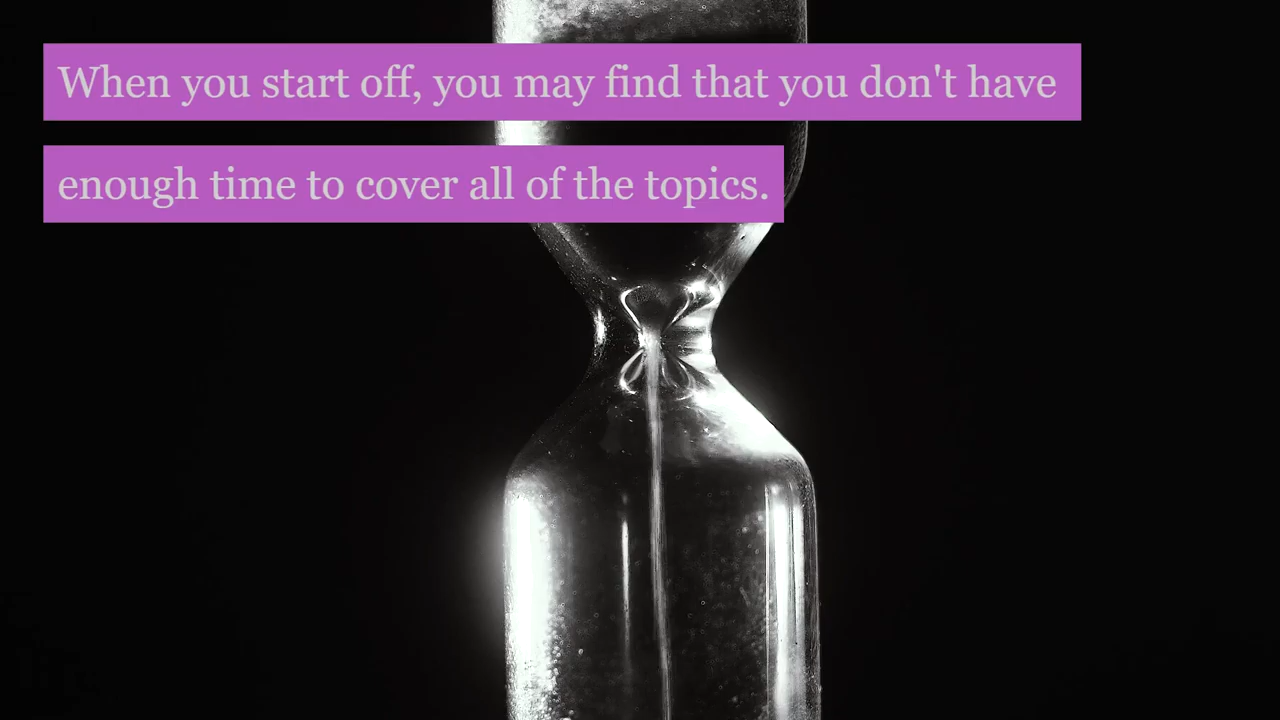 When you start off, you may find that you don't have
enough time to cover all of the topics.